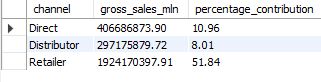 channel gross_sales_mln percentage_contribution
Direct 406686873.90 10.96
Distributor 297175879.72 8.01
Retailer 1924170397.91 51.84